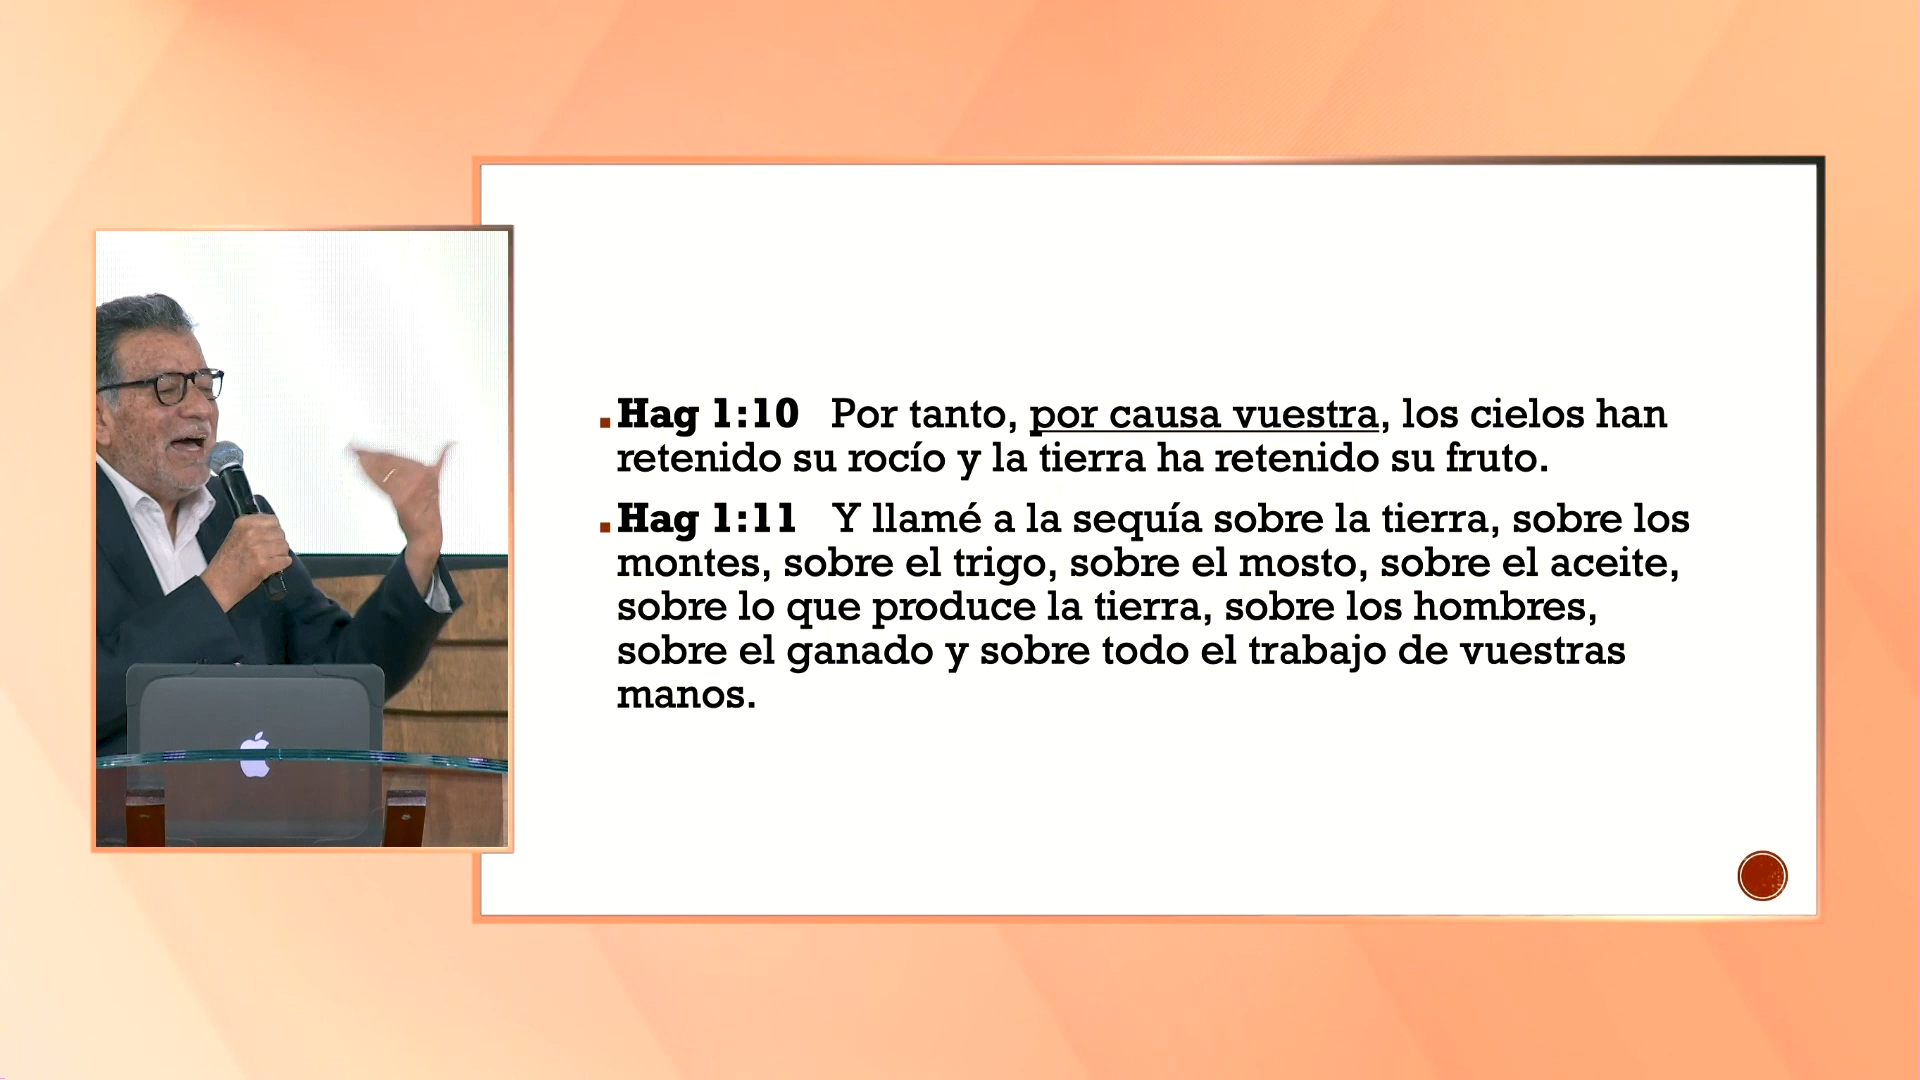 Hag 1:10 Por tanto, por causa vuestra, los cielos han
retenido su rocío y la tierra ha retenido su fruto.
Hag 1:11 Y llamé a la sequía sobre la tierra, sobre los
montes, sobre el trigo, sobre el mosto, sobre el aceite,
sobre lo que produce la tierra, sobre los hombres,
sobre el ganado y sobre todo el trabajo de vuestras
manos.